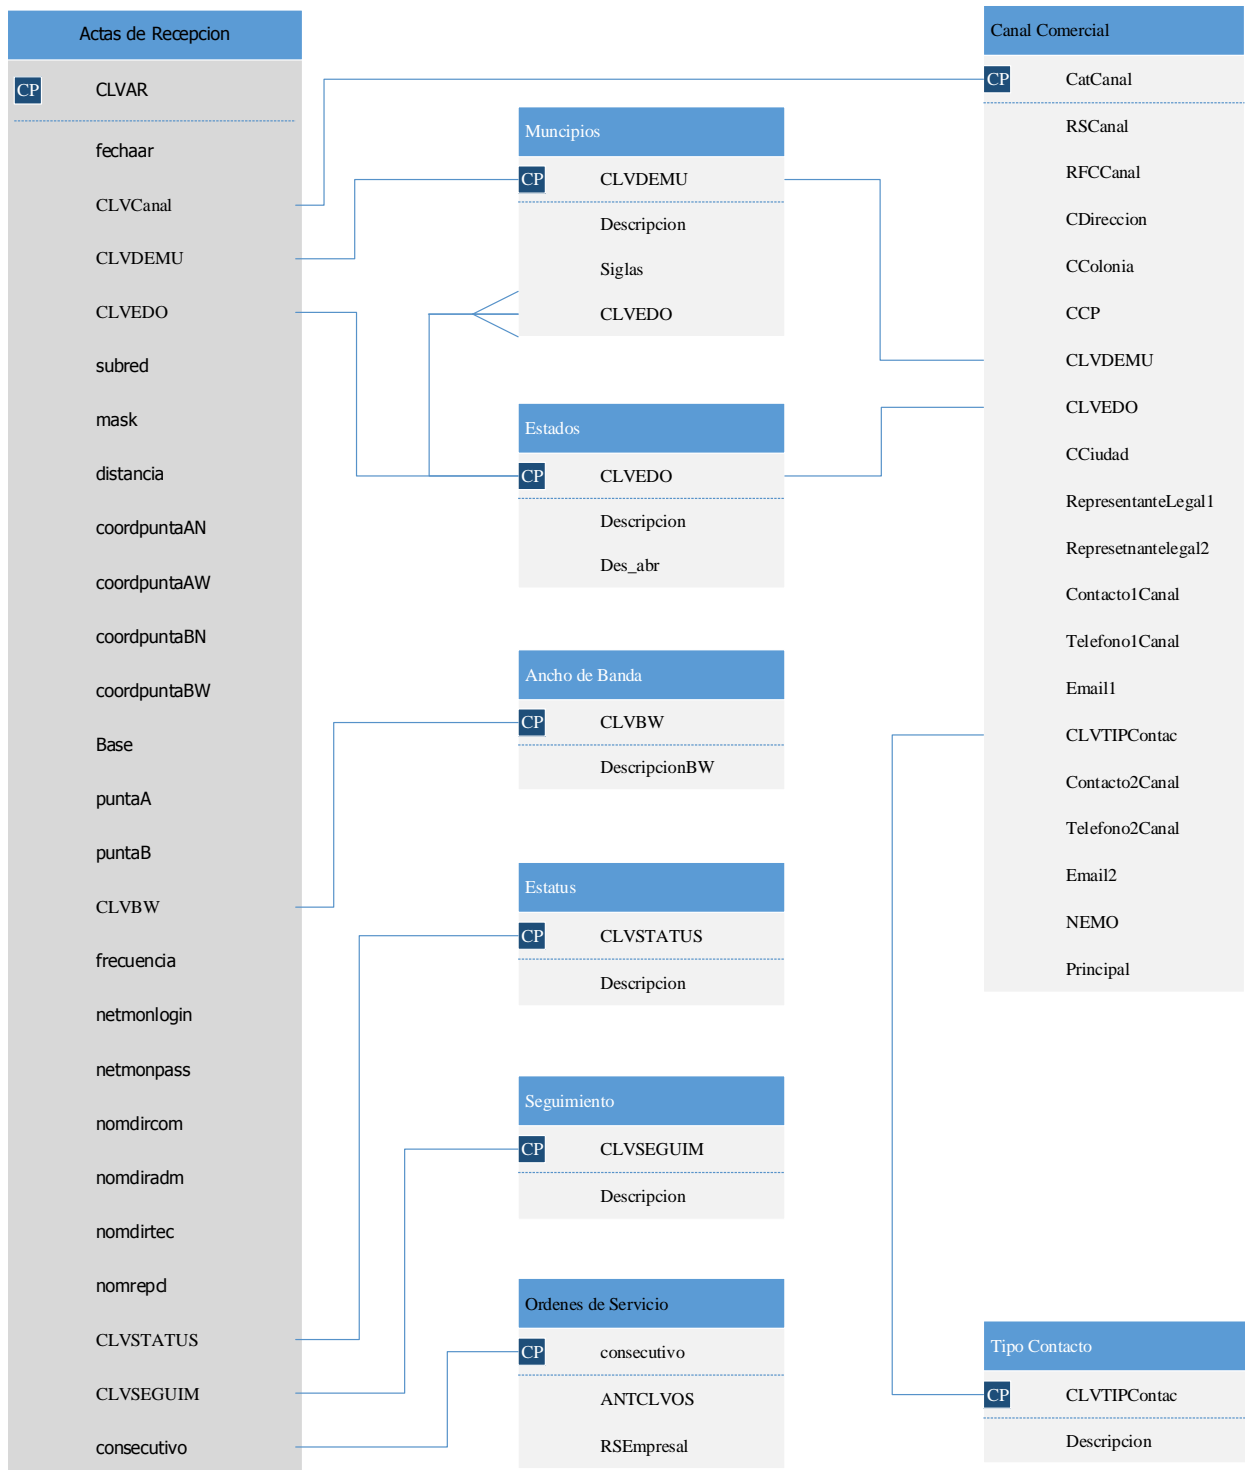 Actas de Recepcion
CP CLVAR
fechaar
CLVCanal
CLVDEMU
CLVEDO
subred
mask
distancia
coordpuntaAN
coordpuntaAW
coordpuntaBN
coordpuntaBW
Base
puntaA
puntaB
CLVBW
frecuencia
netmonlogin
netmonpass
nomdircom
nomdiradm
nomdirtec
nomrepcl
CLVSTATUS
CLVSEGUIM
consecutivo
Muncipios
CP CLVDEMU
Descripcion
Siglas
CLVEDO
Estados
CP CLVEDO
Descripcion
Des_abr
Ancho de Banda
CP CLVBW
DescripcionBW
Estatus
CP CLVSTATUS
Descripcion
Seguimiento
CP CLVSEGUIM
Descripcion
Ordenes de Servicio
CP consecutivo
ANTCLVOS
RSEmpresal
Canal Comercial
CP CatCanal
RSCanal
RFCCanal
CDireccion
CColonia
CCP
CLVDEMU
CLVEDO
CCiudad
RepresentanteLegal1
Represetnantelegal2
Contacto1Canal
Telefono1Canal
Email1
CLVTIPContac
Contacto2Canal
Telefono2Canal
Email2
NEMO
Principal
Tipo Contacto
CP CLVTIPContac
Descripcion